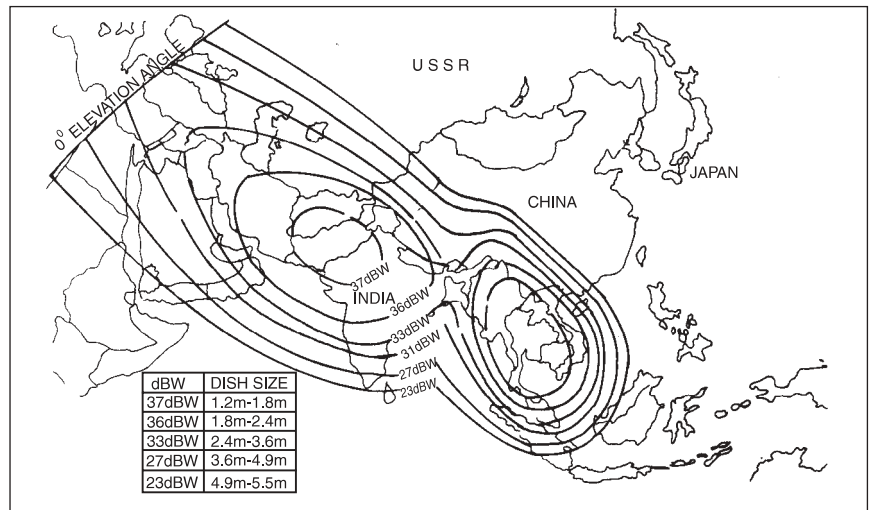 U S S R
0° ELEVATION ANGLE
JAPAN
CHINA
37dBW
INDIA
36dBW
33dBW
31dBW
27dBW
23dBW
dBW DISH SIZE
37dBW 1.2m-1.8m
36dBW 1.8m-2.4m
33dBW 2.4m-3.6m
27dBW 3.6m-4.9m
23dBW 4.9m-5.5m